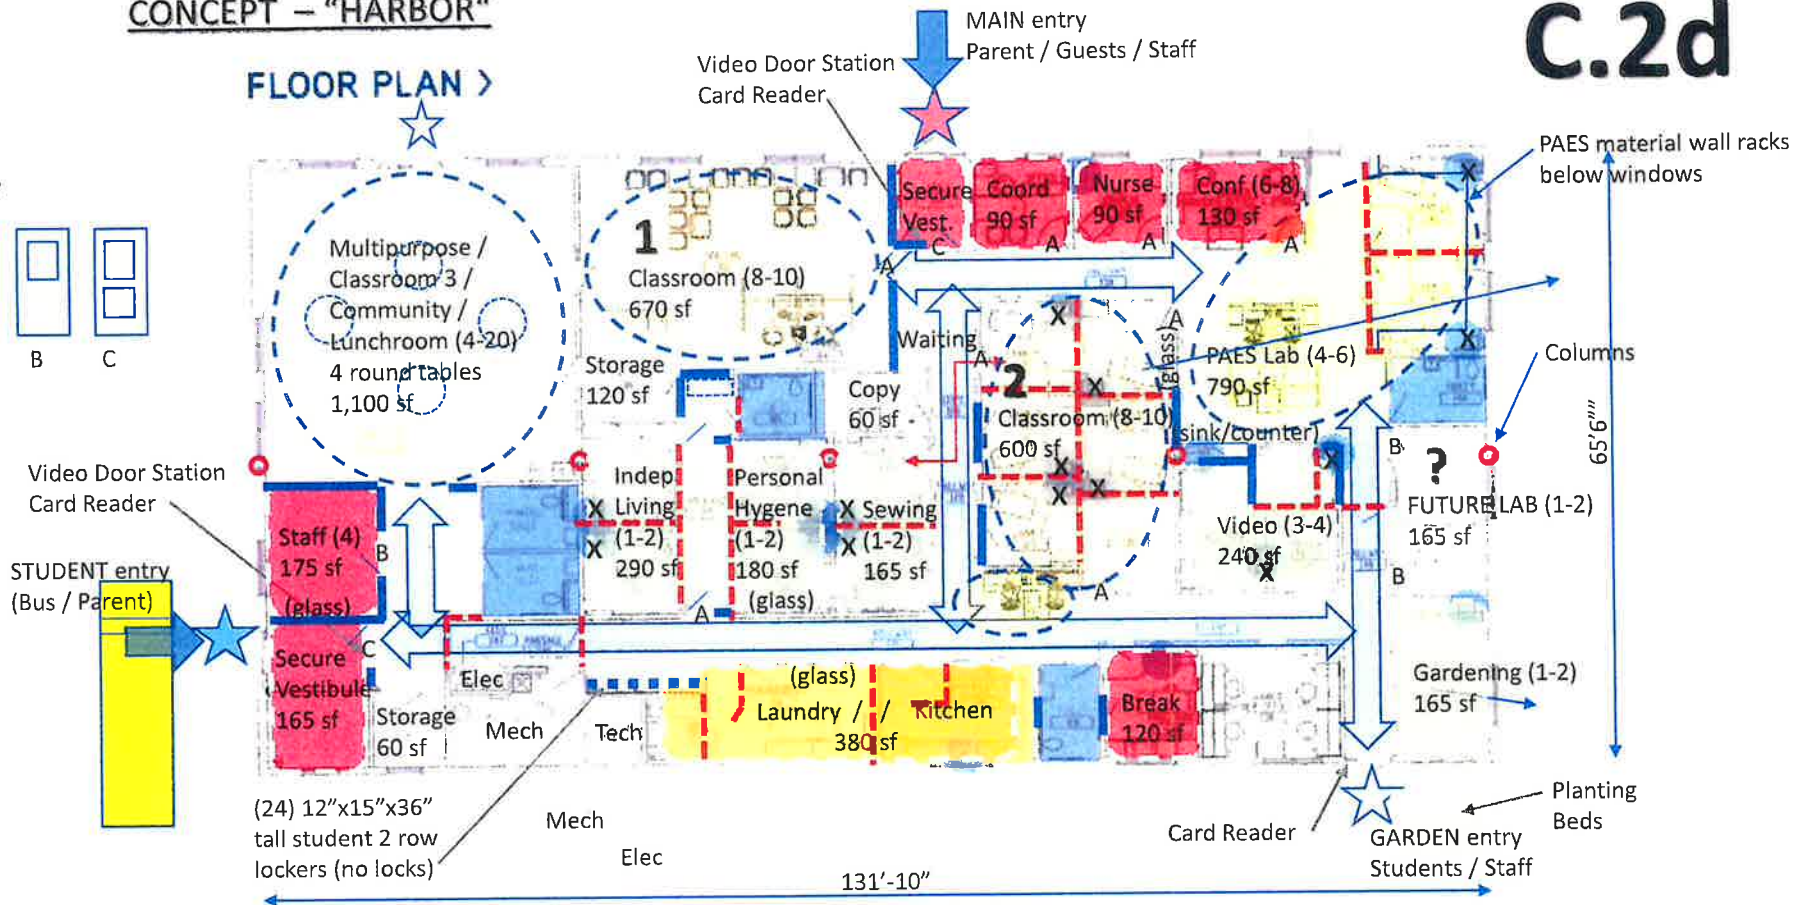 CONCEPT – "HARBOR"
FLOOR PLAN >
C.2d
MAIN entry
Parent / Guests / Staff
Video Door Station
Card Reader
PAES material wall racks
below windows
Secure
Vest.
C
Coord
90 sf
A
Nurse
90 sf
A
Conf (6-8)
130 sf
A
B
C
Multipurpose /
Classroom 3 /
Community /
Lunchroom (4-20)
4 round tables
1,100 sf
1
Classroom (8-10)
670 sf
A
Storage
120 sf
Copy
60 sf
Waiting
A
2
Classroom (8-10)
600 sf
A
(glass)
A
PAES Lab (4-6)
790 sf
(sink/counter)
Columns
65'6""
X
X
X
X
X
X
X
X
X
X
X
X
X
X
Video Door Station
Card Reader
Staff (4)
175 sf
(glass)
B
Indep
Living
(1-2)
290 sf
Personal
Hygene
(1-2)
180 sf
(glass)
A
Sewing
(1-2)
165 sf
Video (3-4)
240 sf
B
?
FUTURE LAB (1-2)
165 sf
B
STUDENT entry
(Bus / Parent)
Secure
Vestibule
165 sf
C
Storage
60 sf
Elec
Mech
Tech
(glass)
Laundry / / Kitchen
380 sf
Break
120 sf
Gardening (1-2)
165 sf
(24) 12"x15"x36"
tall student 2 row
lockers (no locks)
Mech
Elec
Card Reader
GARDEN entry
Students / Staff
Planting
Beds
131'-10"